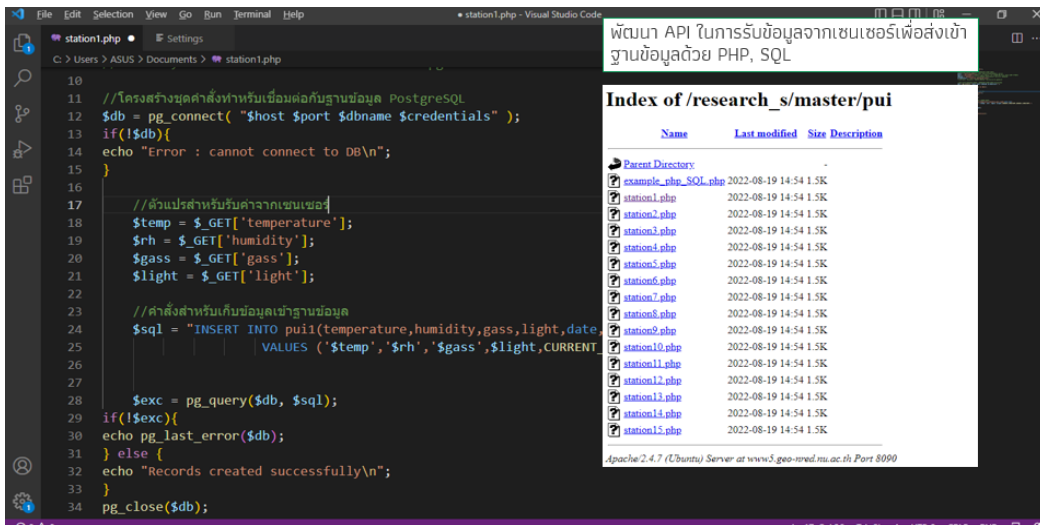 File Edit Selection View Go Run Terminal Help
• station1.php - Visual Studio Code
station1.php ●
Settings
C: > Users > ASUS > Documents > station1.php
10
11 //โครงสร้างชุดคำสั่งทำหรับเชื่อมต่อกับฐานข้อมูล PostgreSQL
12 $db = pg_connect( "$host $port $dbname $credentials" );
13 if(!$db){
14 echo "Error : cannot connect to DB\n";
15 }
16
17 //ตัวแปรสำหรับรับค่าจากเซนเซอร์
18 $temp = $_GET['temperature'];
19 $rh = $_GET['humidity'];
20 $gass = $_GET['gass'];
21 $light = $_GET['light'];
22
23 //คำสั่งสำหรับเก็บข้อมูลเข้าฐานข้อมูล
24 $sql = "INSERT INTO pui1(temperature,humidity,gass,light,date,
25 VALUES ('$temp','$rh','$gass',$light,CURRENT_
26
27
28 $exc = pg_query($db, $sql);
29 if(!$exc){
30 echo pg_last_error($db);
31 } else {
32 echo "Records created successfully\n";
33 }
34 pg_close($db);
พัฒนา API ในการรับข้อมูลจากเซนเซอร์เพื่อส่งเข้า
ฐานข้อมูลด้วย PHP, SQL
Index of /research_s/master/pui
Name Last modified Size Description
Parent Directory -
example_php_SQL.php 2022-08-19 14:54 1.5K
station1.php 2022-08-19 14:54 1.5K
station2.php 2022-08-19 14:54 1.5K
station3.php 2022-08-19 14:54 1.5K
station4.php 2022-08-19 14:54 1.5K
station5.php 2022-08-19 14:54 1.5K
station6.php 2022-08-19 14:54 1.5K
station7.php 2022-08-19 14:54 1.5K
station8.php 2022-08-19 14:54 1.5K
station9.php 2022-08-19 14:54 1.5K
station10.php 2022-08-19 14:54 1.5K
station11.php 2022-08-19 14:54 1.5K
station12.php 2022-08-19 14:54 1.5K
station13.php 2022-08-19 14:54 1.5K
station14.php 2022-08-19 14:54 1.5K
station15.php 2022-08-19 14:54 1.5K
Apache/2.4.7 (Ubuntu) Server at www5.geo-nred.nu.ac.th Port 8090